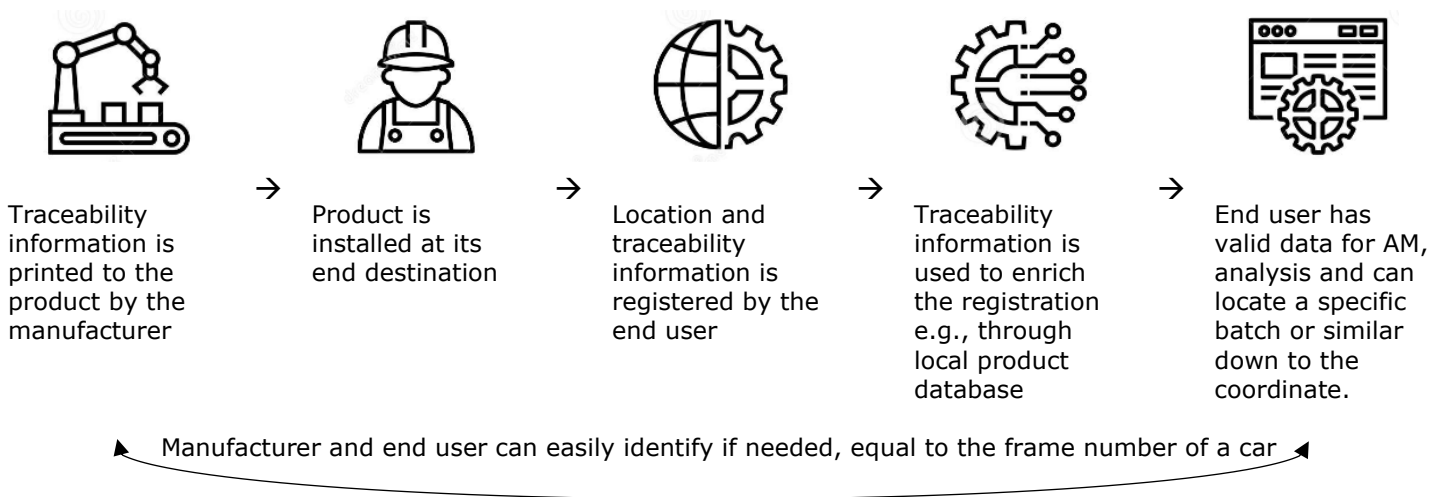 Traceability
information is
printed to the
product by the
manufacturer
→
Product is
installed at its
end destination
→
Location and
traceability
information is
registered by the
end user
→
Traceability
information is
used to enrich
the registration
e.g., through
local product
database
→
End user has
valid data for AM,
analysis and can
locate a specific
batch or similar
down to the
coordinate.
Manufacturer and end user can easily identify if needed, equal to the frame number of a car